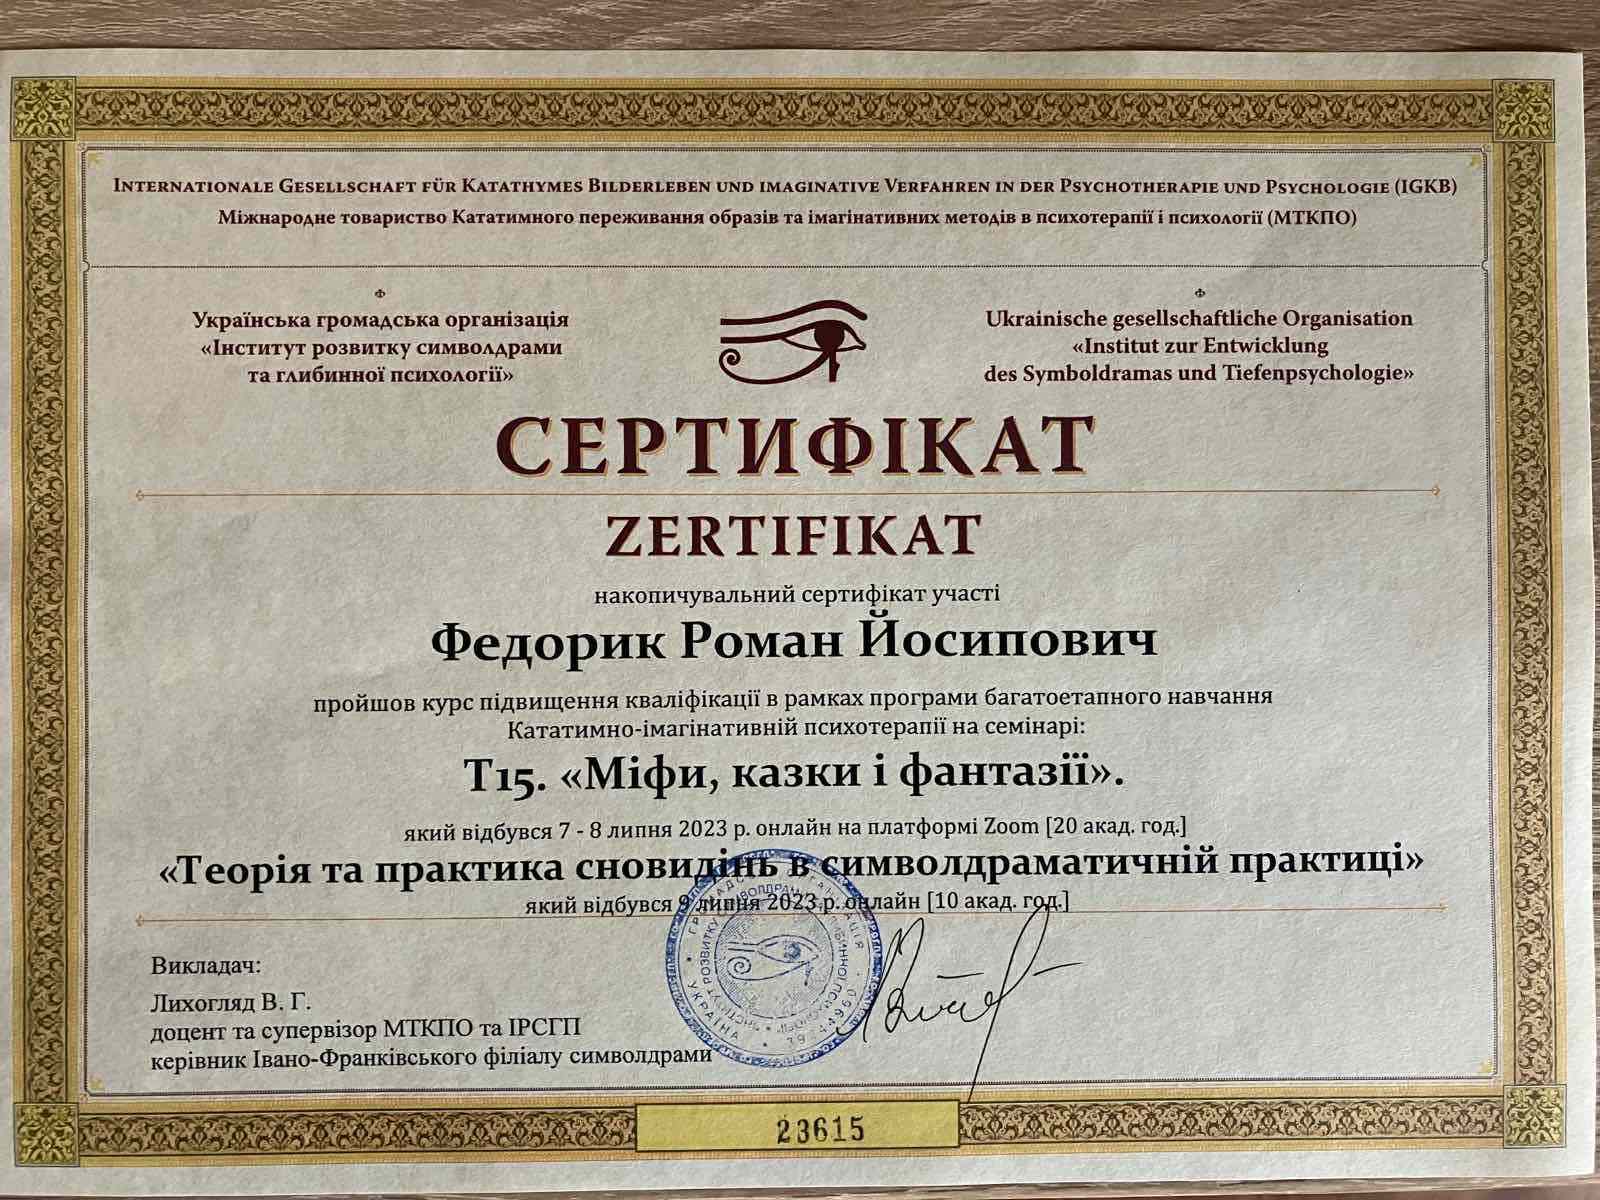 Internationale Gesellschaft für Katathymes Bilderleben und imaginative Verfahren in der Psychotherapie und Psychologie (IGKB)
Міжнародне товариство Кататимного переживання образів та імагінативних методів в психотерапії і психології (МТКПО)
Українська громадська організація
«Інститут розвитку символдрами
та глибинної психології»
Ukrainische gesellschaftliche Organisation
«Institut zur Entwicklung
des Symboldramas und Tiefenpsychologie»
СЕРТИФІКАТ
ZERTIFIKAT
накопичувальний сертифікат участі
Федорик Роман Йосипович
пройшов курс підвищення кваліфікації в рамках програми багатоетапного навчання
Кататимно-імагінативній психотерапії на семінарі:
Т15. «Міфи, казки і фантазії».
який відбувся 7 - 8 липня 2023 р. онлайн на платформі Zoom [20 акад. год.]
«Теорія та практика сновидінь в символдраматичній практиці»
який відбувся 9 липня 2023 р. онлайн [10 акад. год.]
Викладач:
Лихогляд В. Г.
доцент та супервізор МТКПО та ІРСГП
керівник Івано-Франківського філіалу символдрами
УКРАЇНА
23615